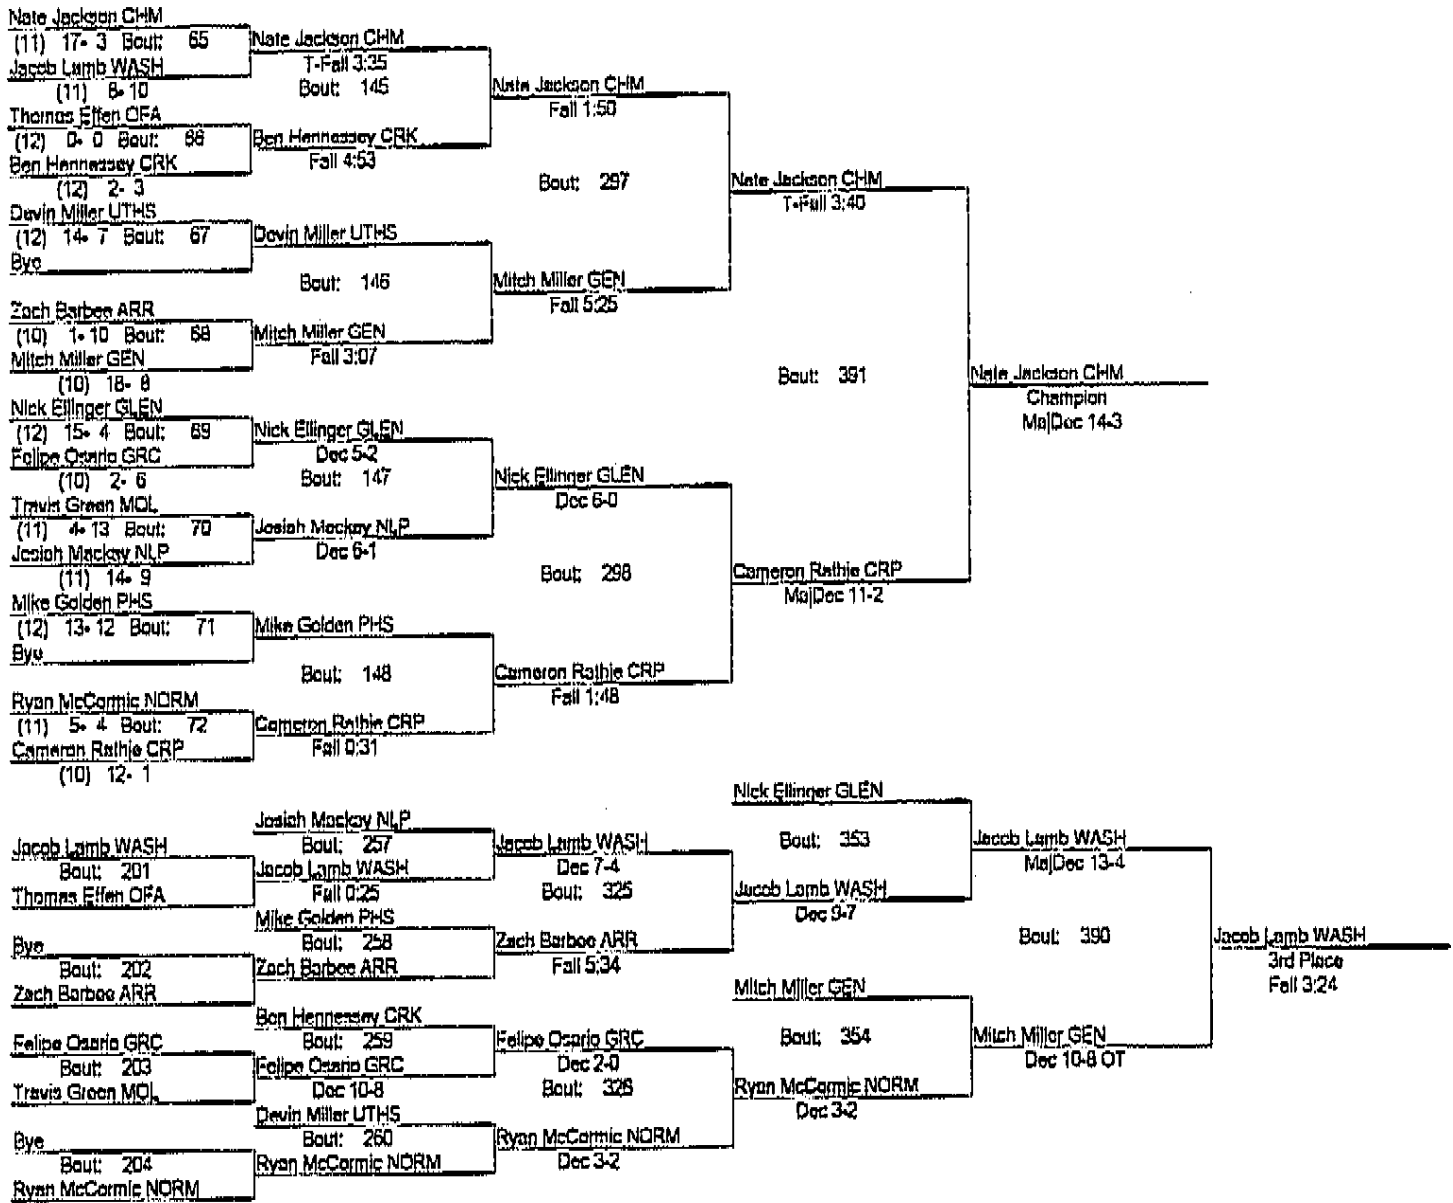 Nate Jackson CHM
(11) 17- 3 Bout: 65
Jacob Lamb WASH
(11) 8- 10
Thomas Effen OFA
(12) 0- 0 Bout: 66
Ben Hennessey CRK
(12) 2- 3
Devin Miller UTHS
(12) 14- 7 Bout: 67
Bye
Zach Barbee ARR
(10) 1- 10 Bout: 68
Mitch Miller GEN
(10) 18- 8
Nick Ellinger GLEN
(12) 15- 4 Bout: 69
Felipe Osario GRC
(10) 2- 6
Travis Green MOL
(11) 4- 13 Bout: 70
Josiah Mackay NLP
(11) 14- 9
Mike Golden PHS
(12) 13- 12 Bout: 71
Bye
Ryan McCormic NORM
(11) 5- 4 Bout: 72
Cameron Rathje CRP
(10) 12- 1
Nate Jackson CHM
T-Fall 3:35
Bout: 145
Ben Hennessey CRK
Fall 4:53
Devin Miller UTHS
Bout: 146
Mitch Miller GEN
Fall 3:07
Nick Ellinger GLEN
Dec 5-2
Bout: 147
Josiah Mackay NLP
Dec 6-1
Mike Golden PHS
Bout: 148
Cameron Rathje CRP
Fall 0:31
Nate Jackson CHM
Fall 1:50
Bout: 297
Mitch Miller GEN
Fall 5:25
Nick Ellinger GLEN
Dec 6-0
Bout: 298
Cameron Rathje CRP
Fall 1:48
Nate Jackson CHM
T-Fall 3:40
Bout: 391
Cameron Rathje CRP
MajDec 11-2
Nate Jackson CHM
Champion
MajDec 14-3
Jacob Lamb WASH
Bout: 201
Thomas Effen OFA
Bye
Bout: 202
Zach Barbee ARR
Felipe Osario GRC
Bout: 203
Travis Green MOL
Bye
Bout: 204
Ryan McCormic NORM
Josiah Mackay NLP
Bout: 257
Jacob Lamb WASH
Fall 0:25
Mike Golden PHS
Bout: 258
Zach Barbee ARR
Ben Hennessey CRK
Bout: 259
Felipe Osario GRC
Dec 10-8
Devin Miller UTHS
Bout: 260
Ryan McCormic NORM
Jacob Lamb WASH
Dec 7-4
Bout: 325
Zach Barbee ARR
Fall 5:34
Felipe Osario GRC
Dec 2-0
Bout: 326
Ryan McCormic NORM
Dec 3-2
Nick Ellinger GLEN
Bout: 353
Jacob Lamb WASH
Dec 9-7
Mitch Miller GEN
Bout: 354
Ryan McCormic NORM
Dec 3-2
Jacob Lamb WASH
MajDec 13-4
Bout: 390
Mitch Miller GEN
Dec 10-8 OT
Jacob Lamb WASH
3rd Place
Fall 3:24